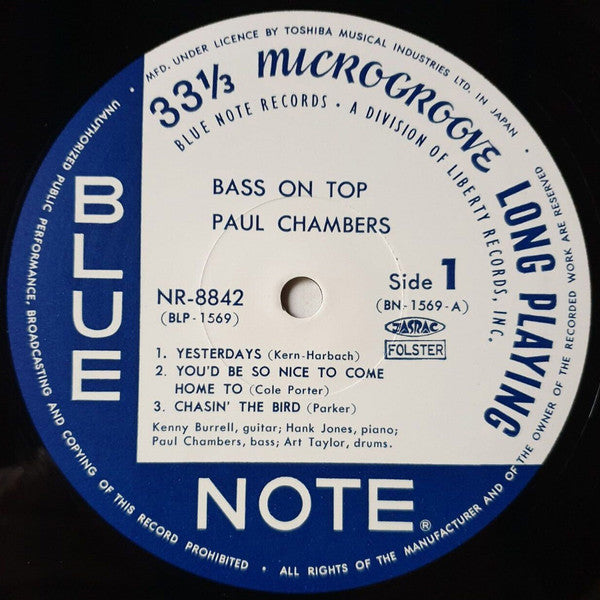 MFD. UNDER LICENCE BY TOSHIBA MUSICAL INDUSTRIES LTD. IN JAPAN •
33⅓ MICROGROOVE LONG PLAYING
BLUE NOTE RECORDS • A DIVISION OF LIBERTY RECORDS, INC.
BASS ON TOP
PAUL CHAMBERS
NR-8842
(BLP-1569)
Side 1
(BN-1569-A)
JASRAC
FOLSTER
1. YESTERDAYS (Kern-Harbach)
2. YOU'D BE SO NICE TO COME
HOME TO (Cole Porter)
3. CHASIN' THE BIRD (Parker)
Kenny Burrell, guitar; Hank Jones, piano;
Paul Chambers, bass; Art Taylor, drums.
BLUE
NOTE®
UNAUTHORIZED PUBLIC PERFORMANCE, BROADCASTING AND COPYING OF THIS RECORD PROHIBITED • ALL RIGHTS OF THE MANUFACTURER AND OF THE OWNER OF THE RECORDED WORK ARE RESERVED